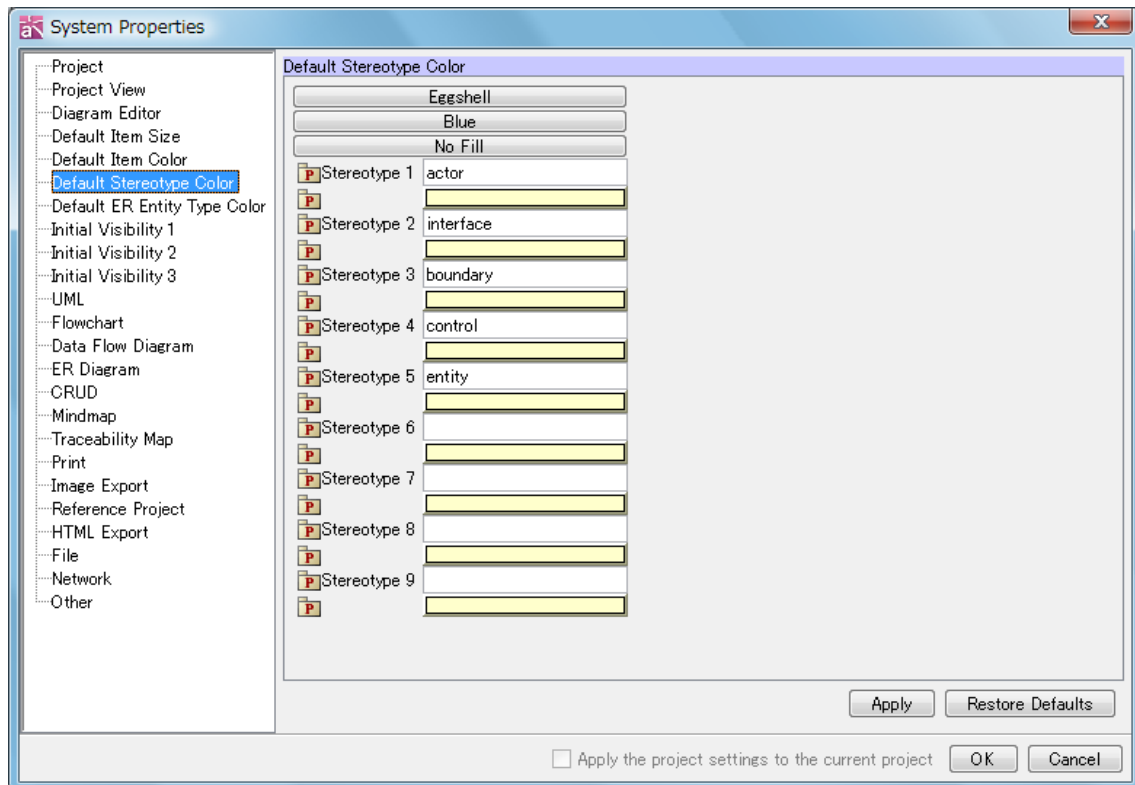 System Properties
Project
Project View
Diagram Editor
Default Item Size
Default Item Color
Default Stereotype Color
Default ER Entity Type Color
Initial Visibility 1
Initial Visibility 2
Initial Visibility 3
UML
Flowchart
Data Flow Diagram
ER Diagram
CRUD
Mindmap
Traceability Map
Print
Image Export
Reference Project
HTML Export
File
Network
Other
Default Stereotype Color
Eggshell
Blue
No Fill
P Stereotype 1 actor
P
P Stereotype 2 interface
P
P Stereotype 3 boundary
P
P Stereotype 4 control
P
P Stereotype 5 entity
P
P Stereotype 6
P
P Stereotype 7
P
P Stereotype 8
P
P Stereotype 9
P
Apply Restore Defaults
Apply the project settings to the current project OK Cancel